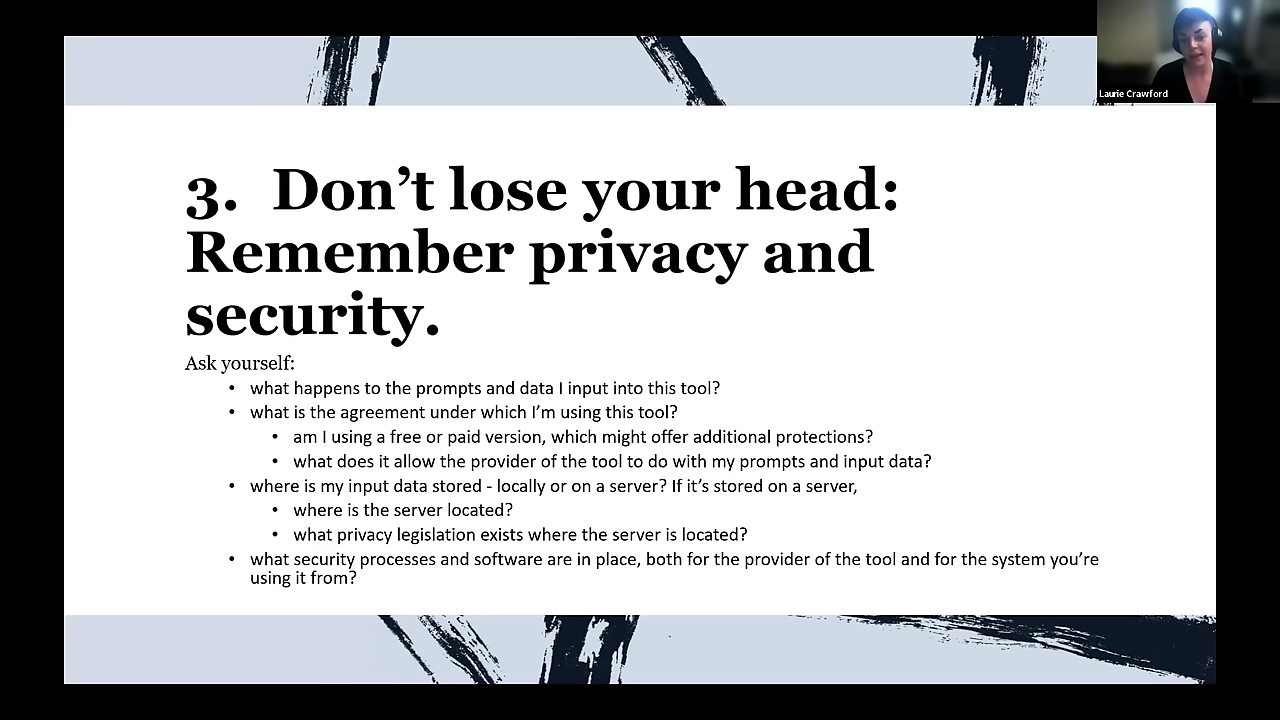 Laurie Crawford
3. Don’t lose your head:
Remember privacy and
security.
Ask yourself:
• what happens to the prompts and data I input into this tool?
• what is the agreement under which I’m using this tool?
• am I using a free or paid version, which might offer additional protections?
• what does it allow the provider of the tool to do with my prompts and input data?
• where is my input data stored - locally or on a server? If it’s stored on a server,
• where is the server located?
• what privacy legislation exists where the server is located?
• what security processes and software are in place, both for the provider of the tool and for the system you’re
using it from?